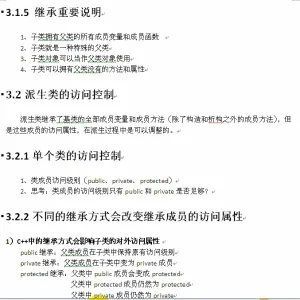 3.1.5 继承重要说明
1、子类拥有父类的所有成员变量和成员函数
2、子类就是一种特殊的父类
3、子类对象可以当作父类对象使用
4、子类可以拥有父类没有的方法和属性
3.2 派生类的访问控制
派生类继承了基类的全部成员变量和成员方法（除了构造和析构之外的成员方法），但
是这些成员的访问属性，在派生过程中是可以调整的。
3.2.1 单个类的访问控制
1、类成员访问级别（public、private、protected）
2、思考：类成员的访问级别只有 public 和 private 是否足够？
3.2.2 不同的继承方式会改变继承成员的访问属性
1）C++中的继承方式会影响子类的对外访问属性
public 继承：父类成员在子类中保持原有访问级别
private 继承：父类成员在子类中变为 private 成员
protected 继承：父类中 public 成员会变成 protected
父类中 protected 成员仍然为 protected
父类中 private 成员仍然为 private